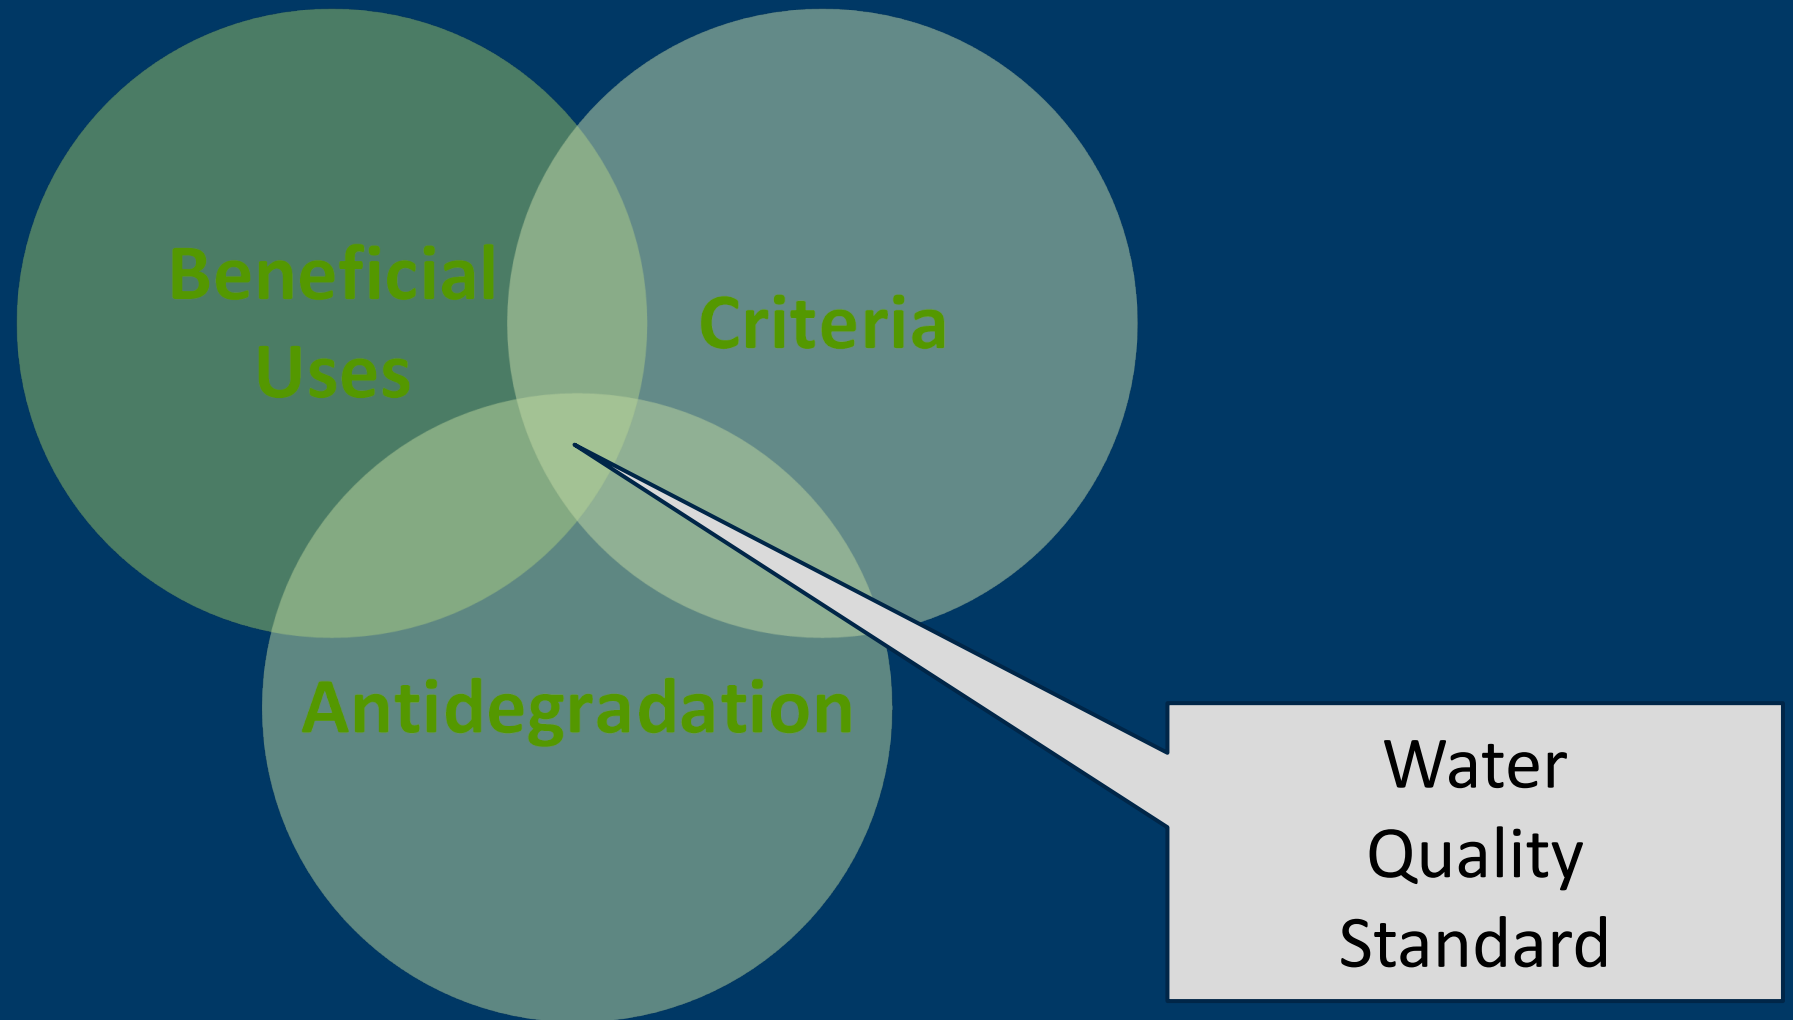 Beneficial
Uses
Criteria
Antidegradation
Water
Quality
Standard